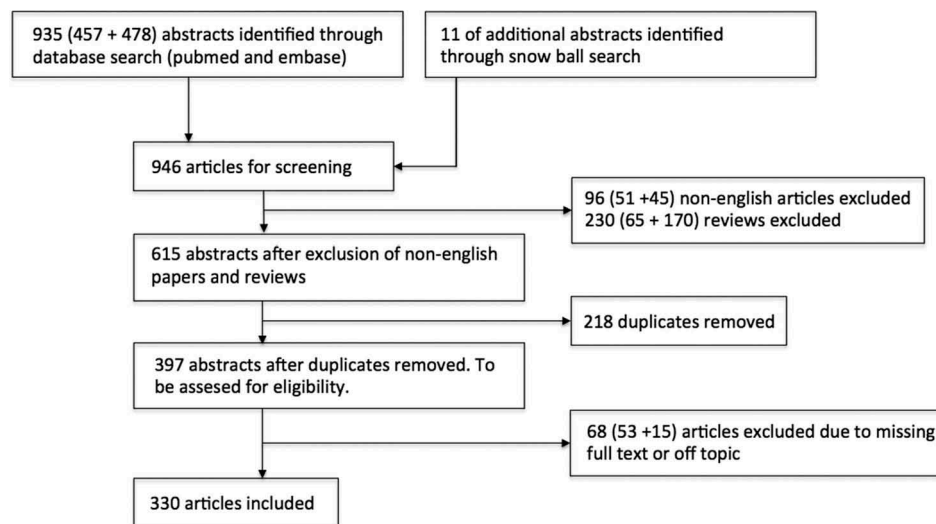 935 (457 + 478) abstracts identified through
database search (pubmed and embase)
11 of additional abstracts identified
through snow ball search
946 articles for screening
96 (51 +45) non-english articles excluded
230 (65 + 170) reviews excluded
615 abstracts after exclusion of non-english
papers and reviews
218 duplicates removed
397 abstracts after duplicates removed. To
be assesed for eligibility.
68 (53 +15) articles excluded due to missing
full text or off topic
330 articles included